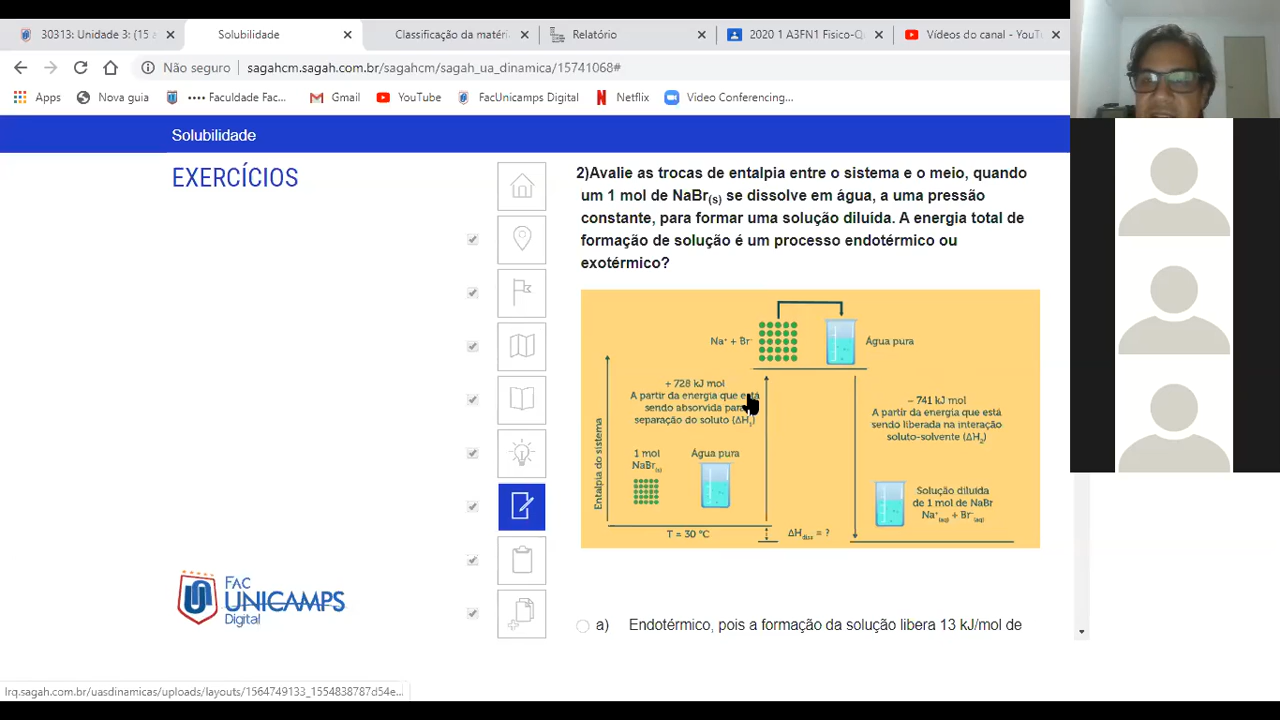 30313: Unidade 3: (15
Solubilidade
Classificação da matéri
Relatório
2020 1 A3FN1 Fisico-Q
Vídeos do canal - YouT
Não seguro
sagahcm.sagah.com.br/sagahcm/sagah_ua_dinamica/15741068#
Apps
Nova guia
•••• Faculdade Fac...
Gmail
YouTube
FacUnicamps Digital
Netflix
Video Conferencing...
Solubilidade
EXERCÍCIOS
2)Avalie as trocas de entalpia entre o sistema e o meio, quando
um 1 mol de NaBr(s) se dissolve em água, a uma pressão
constante, para formar uma solução diluída. A energia total de
formação de solução é um processo endotérmico ou
exotérmico?
Na⁺ + Br⁻
Água pura
Entalpia do sistema
+ 728 kJ mol
A partir da energia que está
sendo absorvida para
separação do soluto (ΔH₁)
1 mol
NaBr(s)
Água pura
T = 30 °C
ΔHdiss = ?
– 741 kJ mol
A partir da energia que está
sendo liberada na interação
soluto-solvente (ΔH₂)
Solução diluída
de 1 mol de NaBr
Na⁺(aq) + Br⁻(aq)
FAC
UNICAMPS
Digital
a) Endotérmico, pois a formação da solução libera 13 kJ/mol de
lrq.sagah.com.br/uasdinamicas/uploads/layouts/1564749133_1554838787d54e...